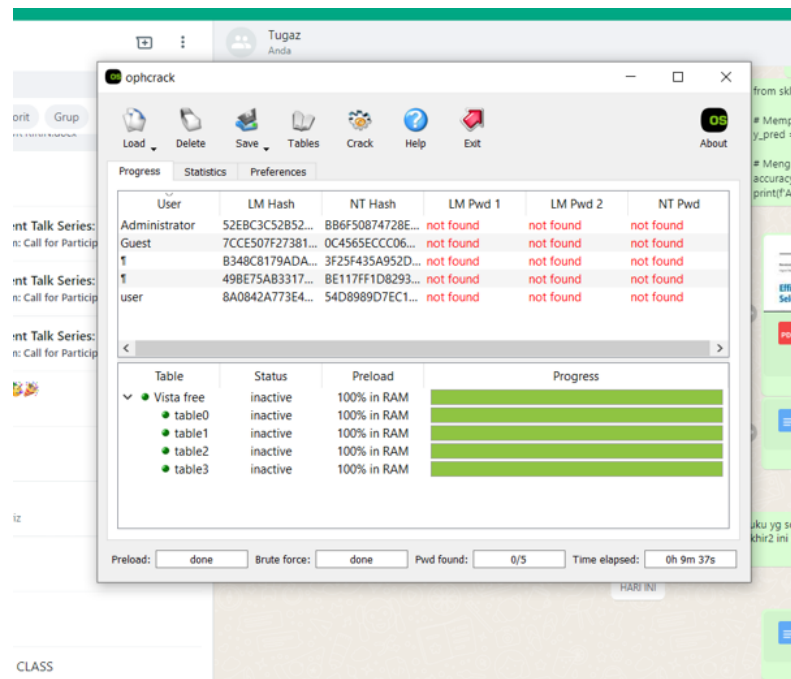 Tugaz
Anda
orit Grup
ent Talk Series:
n: Call for Particip
ent Talk Series:
n: Call for Particip
ent Talk Series:
n: Call for Particip
iz
CLASS
OS ophcrack
Load Delete Save Tables Crack Help Exit OS About
Progress Statistics Preferences
User LM Hash NT Hash LM Pwd 1 LM Pwd 2 NT Pwd
Administrator 52EBC3C52B52... BB6F50874728E... not found not found not found
Guest 7CCE507F27381... 0C4565ECCC06... not found not found not found
¶ B348C8179ADA... 3F25F435A952D... not found not found not found
¶ 49BE75AB3317... BE117FF1D8293... not found not found not found
user 8A0842A773E4... 54D8989D7EC1... not found not found not found
Table Status Preload Progress
Vista free inactive 100% in RAM
table0 inactive 100% in RAM
table1 inactive 100% in RAM
table2 inactive 100% in RAM
table3 inactive 100% in RAM
Preload: done Brute force: done Pwd found: 0/5 Time elapsed: 0h 9m 37s
from skl
# Memp
y_pred =
# Meng
accuracy
print(f'A
Effi
Sel
PD
uku yg se
khir2 ini
HARI INI